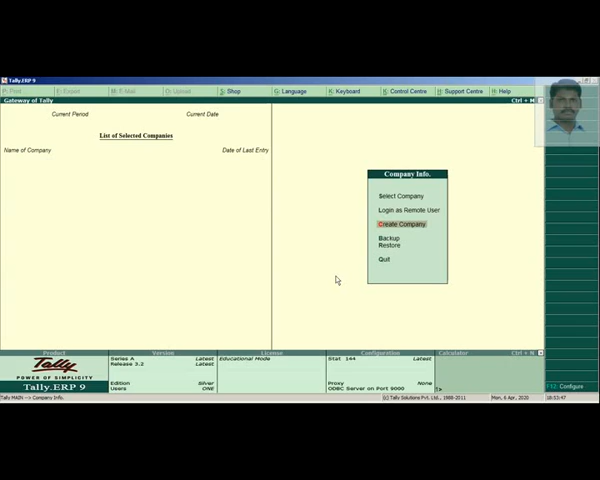 Tally.ERP 9
P: Print E: Export M: E-Mail O: Upload S: Shop G: Language K: Keyboard K: Control Centre H: Support Centre H: Help
Gateway of Tally Ctrl + M
Current Period Current Date
List of Selected Companies
Name of Company Date of Last Entry
Company Info.
Select Company
Login as Remote User
Create Company
Backup
Restore
Quit
F12: Configure
Product Version License Configuration Calculator Ctrl + N
Tally
POWER OF SIMPLICITY
Tally.ERP 9
Series A Latest
Release 3.2 Latest
Edition Silver
Users ONE
Educational Mode
Stat 144 Latest
Proxy None
ODBC Server on Port 9000
1>
Tally MAIN --> Company Info. (c) Tally Solutions Pvt. Ltd., 1988-2011 Mon, 6 Apr, 2020 18:53:47